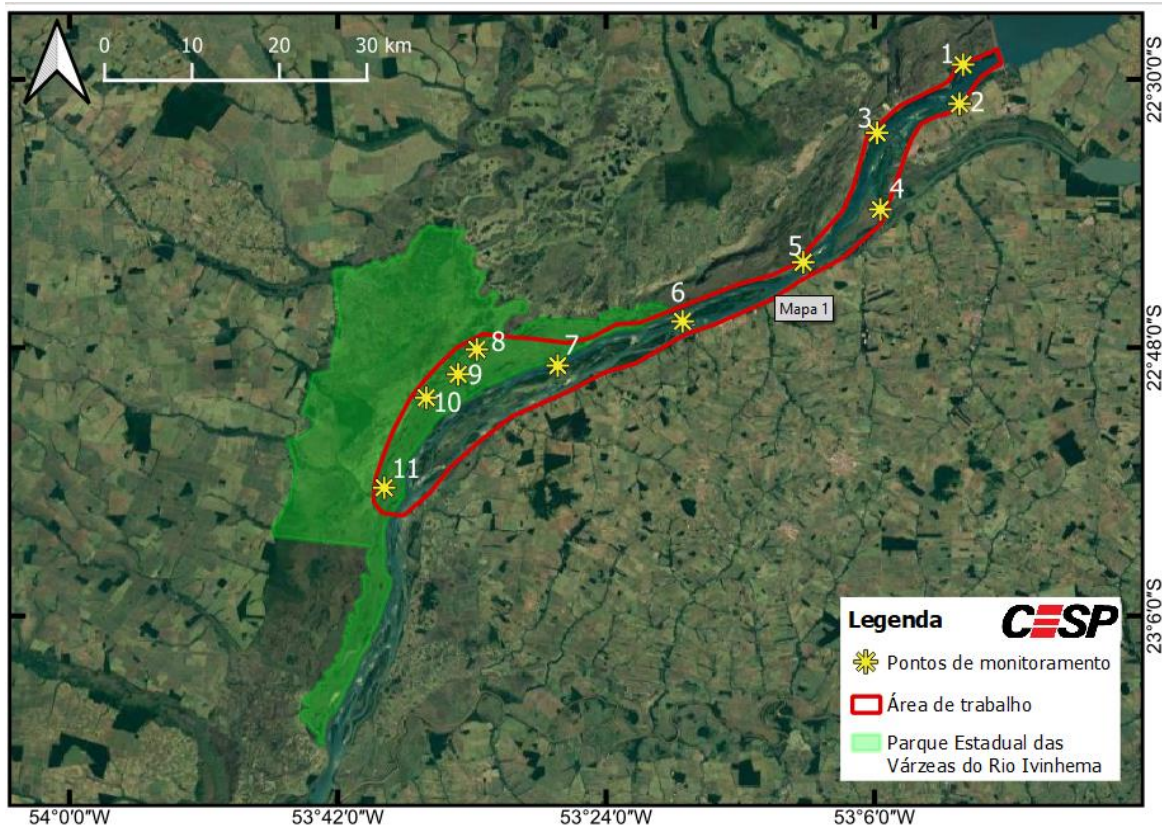 0 10 20 30 km
1
2
3
4
5
6
7
8
9
10
11
Mapa 1
22°30'0"S
22°48'0"S
23°6'0"S
54°0'0"W 53°42'0"W 53°24'0"W 53°6'0"W
Legenda
CESP
Pontos de monitoramento
Área de trabalho
Parque Estadual das
Várzeas do Rio Ivinhema